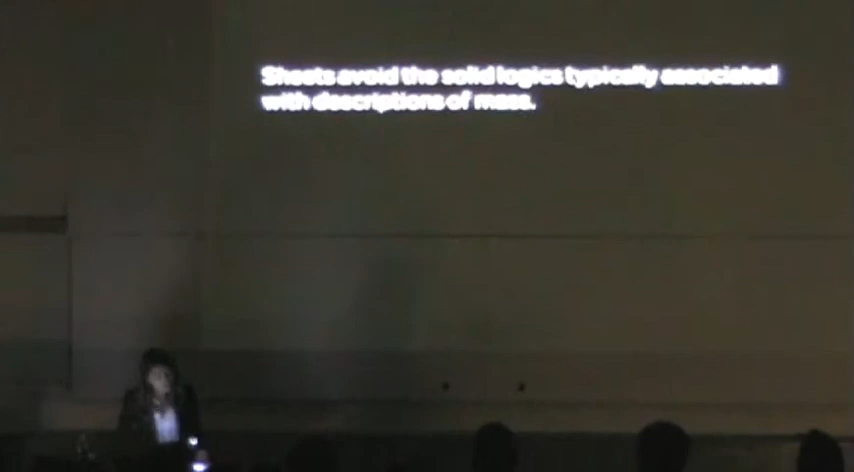 Sheets avoid the solid logics typically associated
with descriptions of mass.